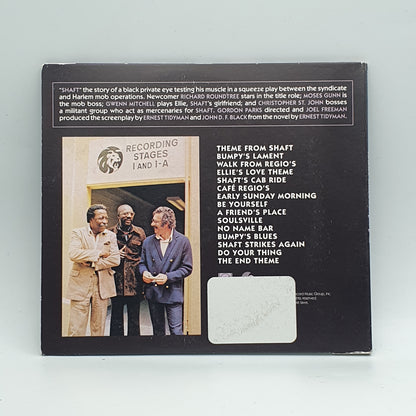 "SHAFT," the story of a black private eye testing his muscle in a squeeze play between the syndicate
and Harlem mob operations. Newcomer RICHARD ROUNDTREE stars in the title role; MOSES GUNN is
the mob boss; GWENN MITCHELL plays Ellie, SHAFT's girlfriend; and CHRISTOPHER ST. JOHN bosses
a militant group who act as mercenaries for SHAFT. GORDON PARKS directed and JOEL FREEMAN
produced the screenplay by ERNEST TIDYMAN and JOHN D. F. BLACK from the novel by ERNEST TIDYMAN.
RECORDING
STAGES
1 AND 1-A
THEME FROM SHAFT
BUMPY'S LAMENT
WALK FROM REGIO'S
ELLIE'S LOVE THEME
SHAFT'S CAB RIDE
CAFÉ REGIO'S
EARLY SUNDAY MORNING
BE YOURSELF
A FRIEND'S PLACE
SOULSVILLE
NO NAME BAR
BUMPY'S BLUES
SHAFT STRIKES AGAIN
DO YOUR THING
THE END THEME
Music Group, Inc.